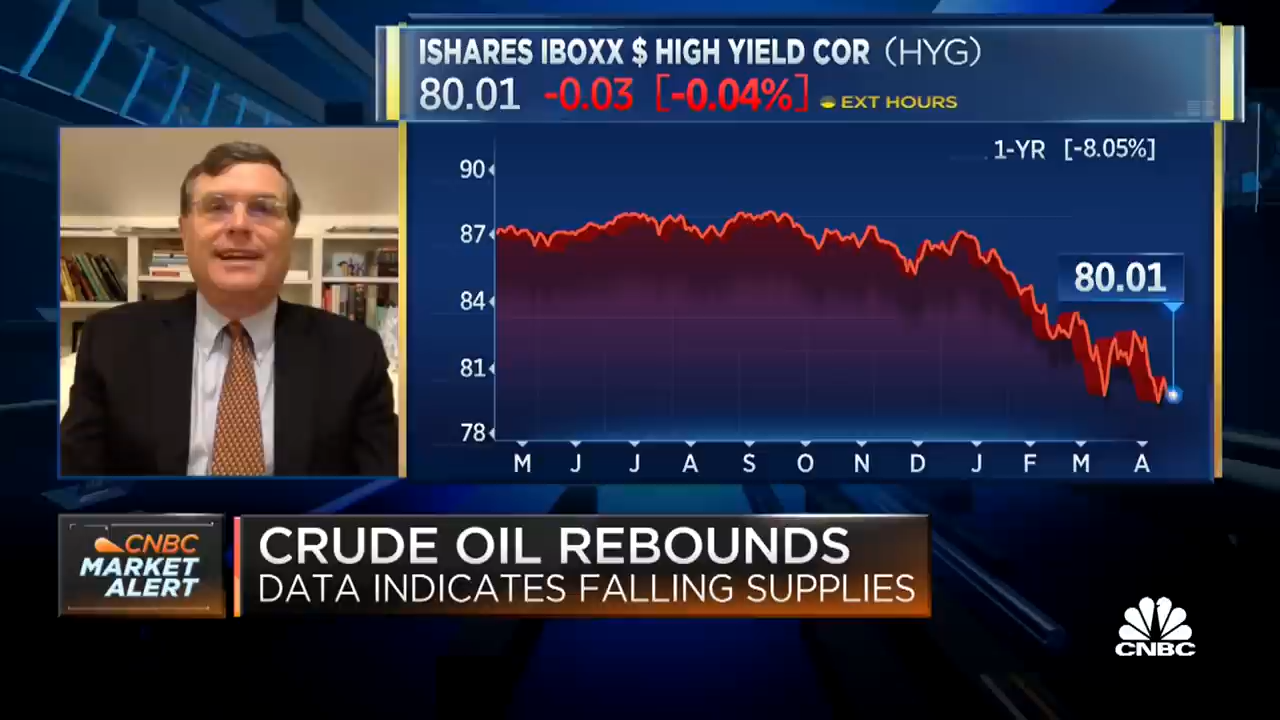 ISHARES IBOXX $ HIGH YIELD COR (HYG)
80.01 -0.03 [-0.04%] EXT HOURS
1-YR [-8.05%]
90
87
84
81
78
80.01
M J J A S O N D J F M A
CNBC
MARKET
ALERT
CRUDE OIL REBOUNDS
DATA INDICATES FALLING SUPPLIES
CNBC